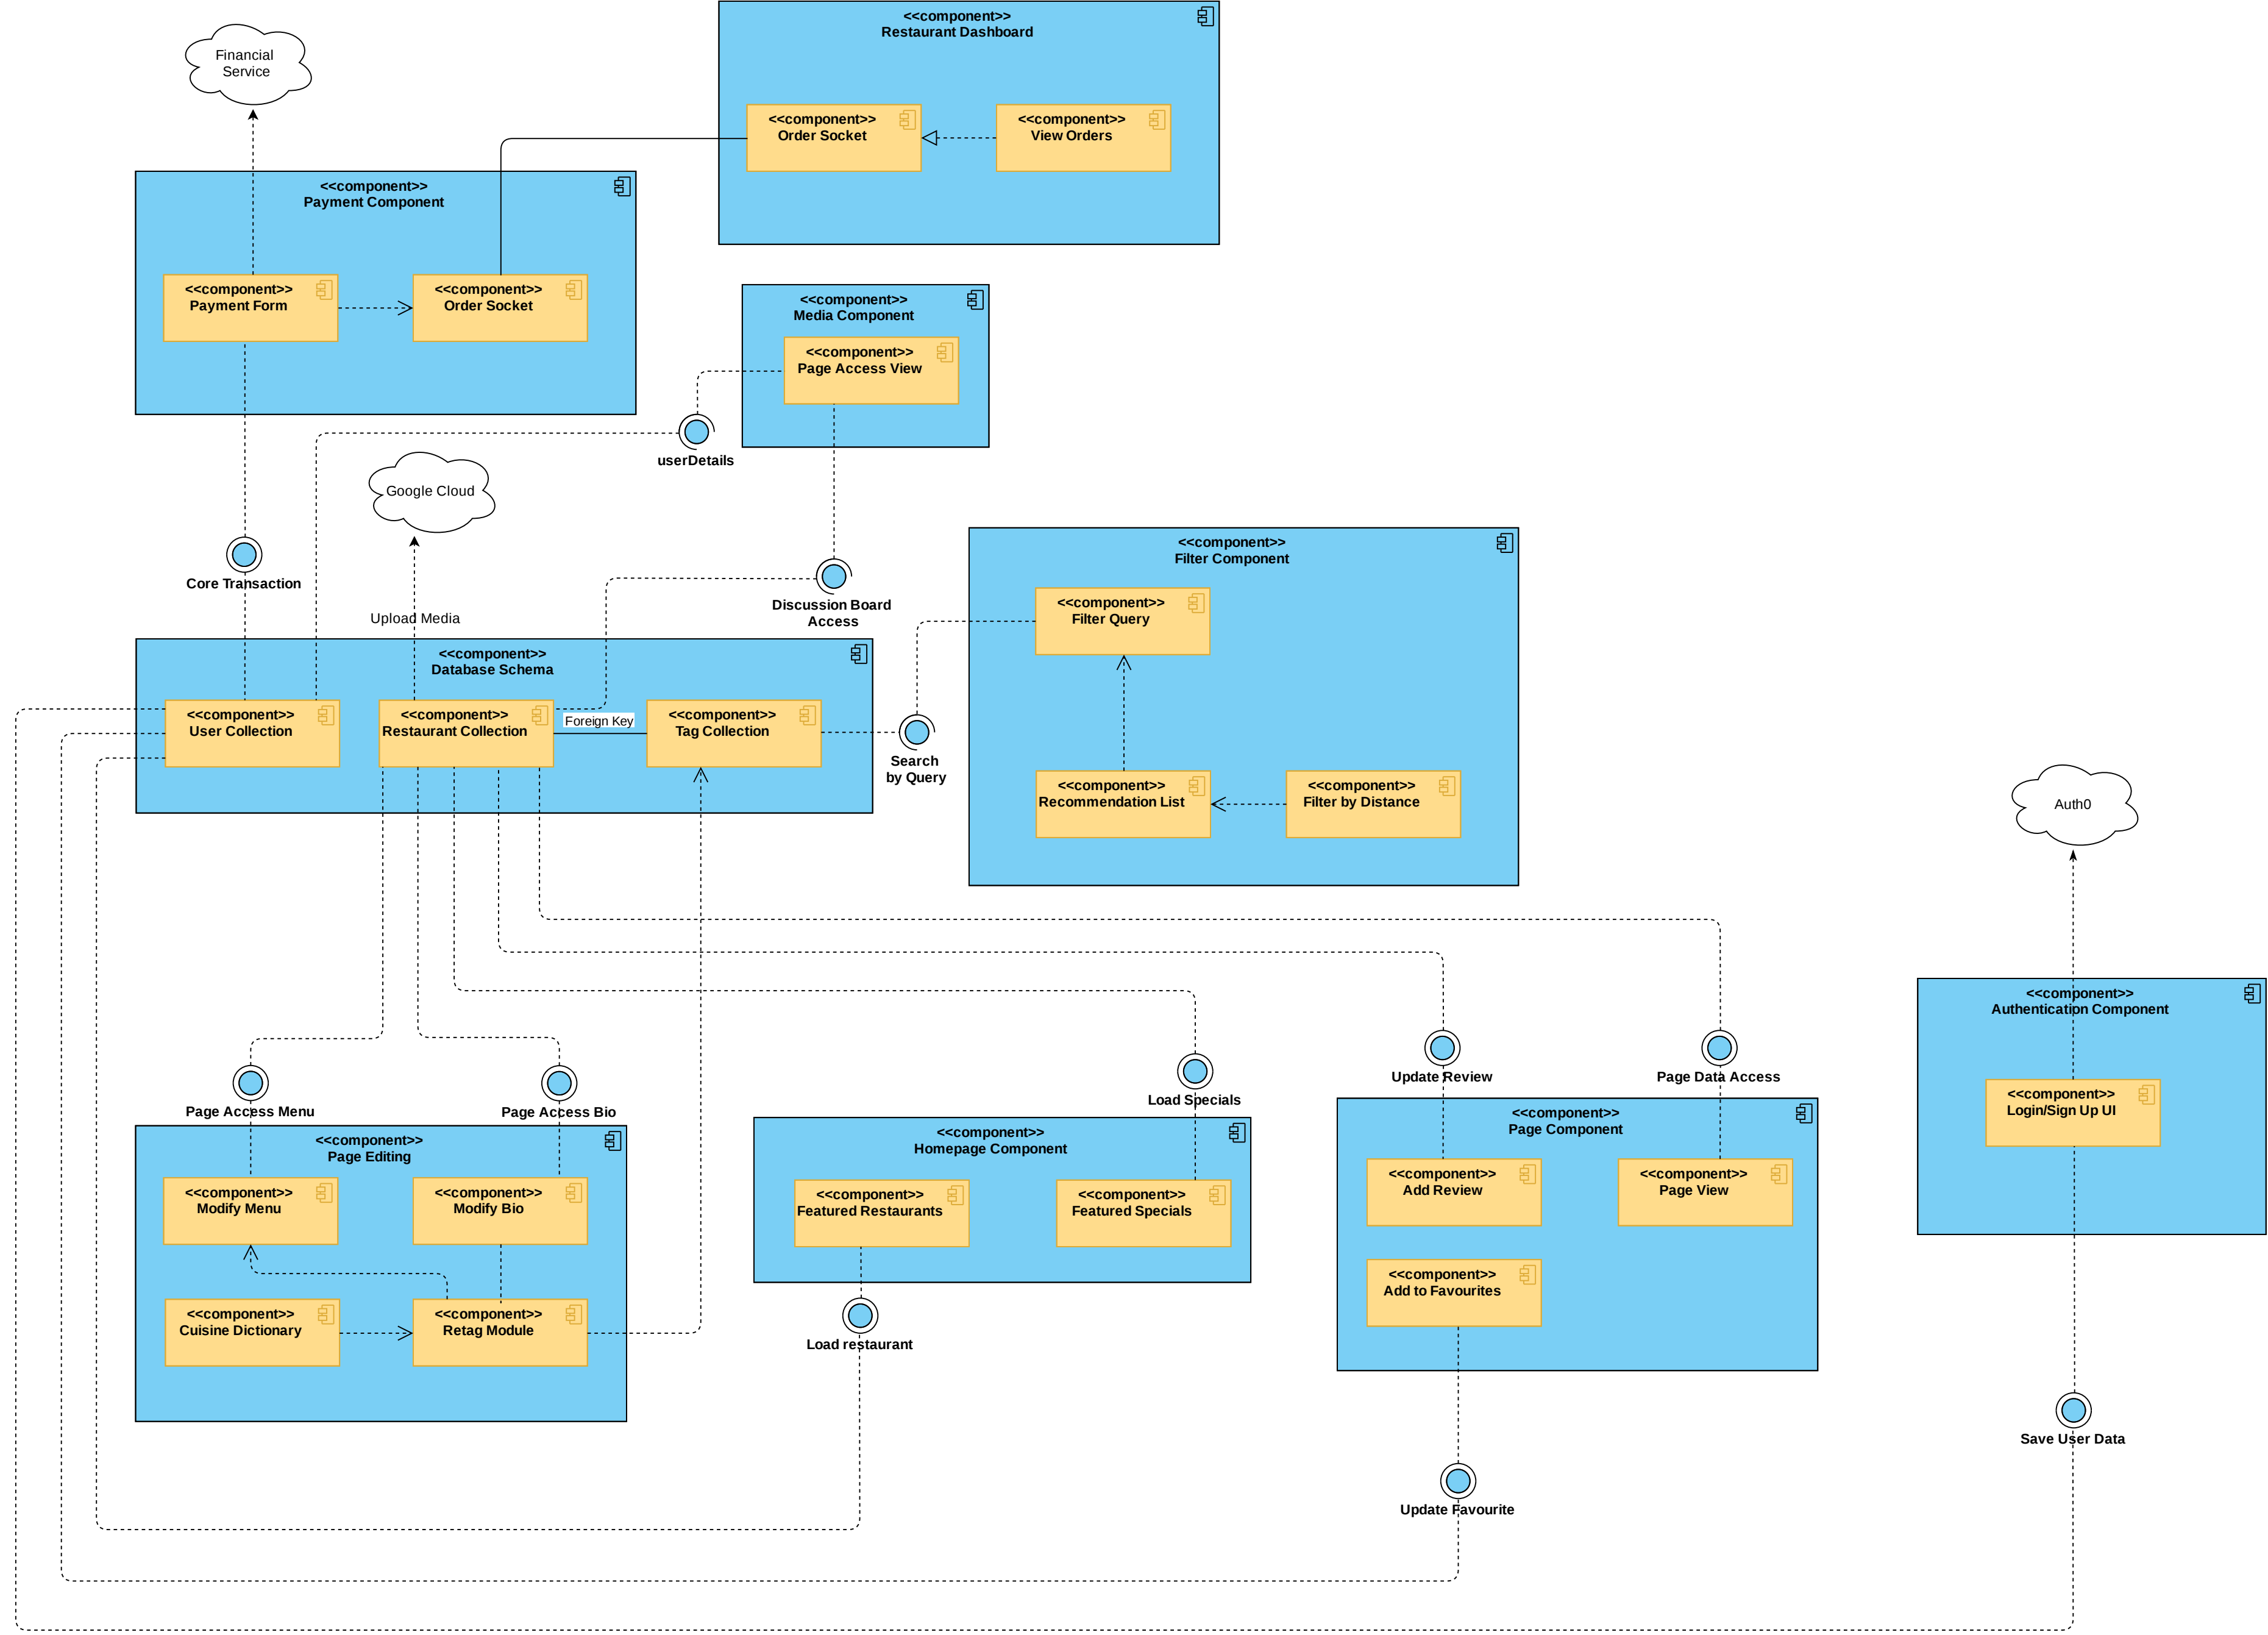 <<component>>
Restaurant Dashboard
Financial
Service
<<component>>
Order Socket
<<component>>
View Orders
<<component>>
Payment Component
<<component>>
Payment Form
<<component>>
Order Socket
<<component>>
Media Component
<<component>>
Page Access View
userDetails
Google Cloud
Core Transaction
Upload Media
Discussion Board
Access
<<component>>
Filter Component
<<component>>
Filter Query
<<component>>
Database Schema
<<component>>
User Collection
<<component>>
Restaurant Collection
Foreign Key
<<component>>
Tag Collection
Search
by Query
<<component>>
Recommendation List
<<component>>
Filter by Distance
Auth0
<<component>>
Authentication Component
<<component>>
Login/Sign Up UI
Page Access Menu
Page Access Bio
Load Specials
Update Review
Page Data Access
<<component>>
Page Editing
<<component>>
Modify Menu
<<component>>
Modify Bio
<<component>>
Cuisine Dictionary
<<component>>
Retag Module
<<component>>
Homepage Component
<<component>>
Featured Restaurants
<<component>>
Featured Specials
Load restaurant
<<component>>
Page Component
<<component>>
Add Review
<<component>>
Page View
<<component>>
Add to Favourites
Save User Data
Update Favourite